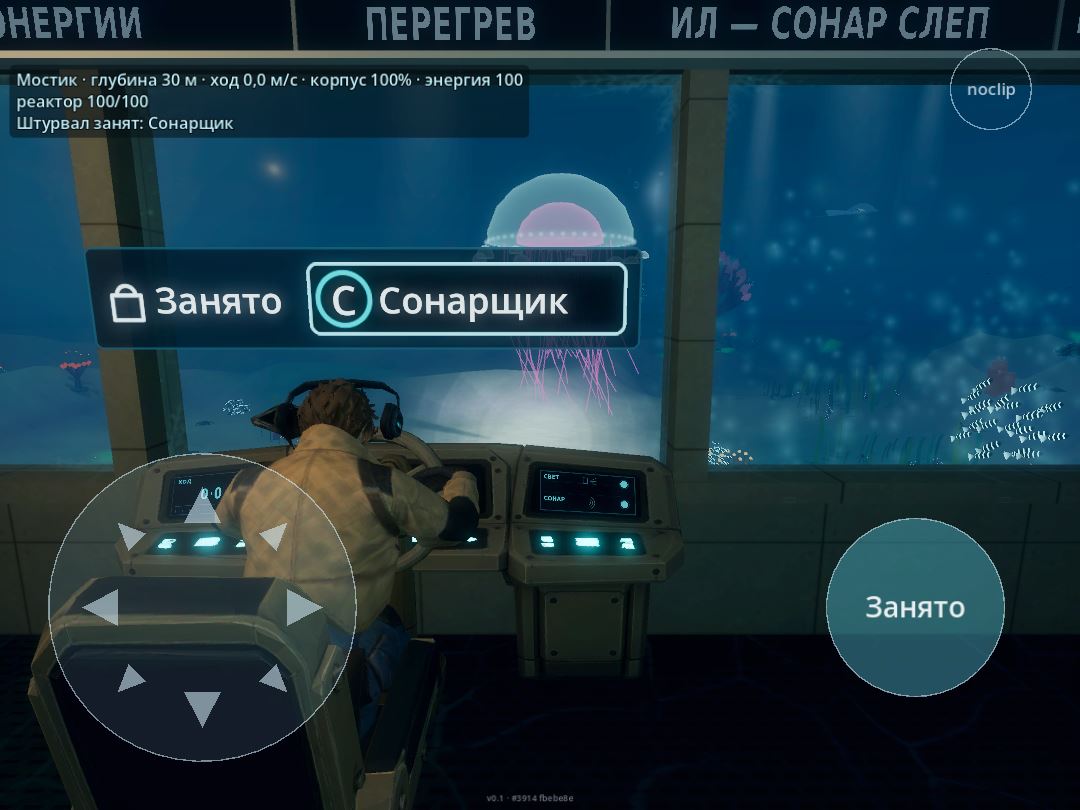 ПЕРЕГРЕВ
ИЛ — СОНАР СЛЕП
Мостик · глубина 30 м · ход 0,0 м/с · корпус 100% · энергия 100
реактор 100/100
Штурвал занят: Сонарщик
noclip
Занято
С Сонарщик
ХОД
0·0
СВЕТ
СОНАР
Занято
v0.1 · #3914 fbebe8e